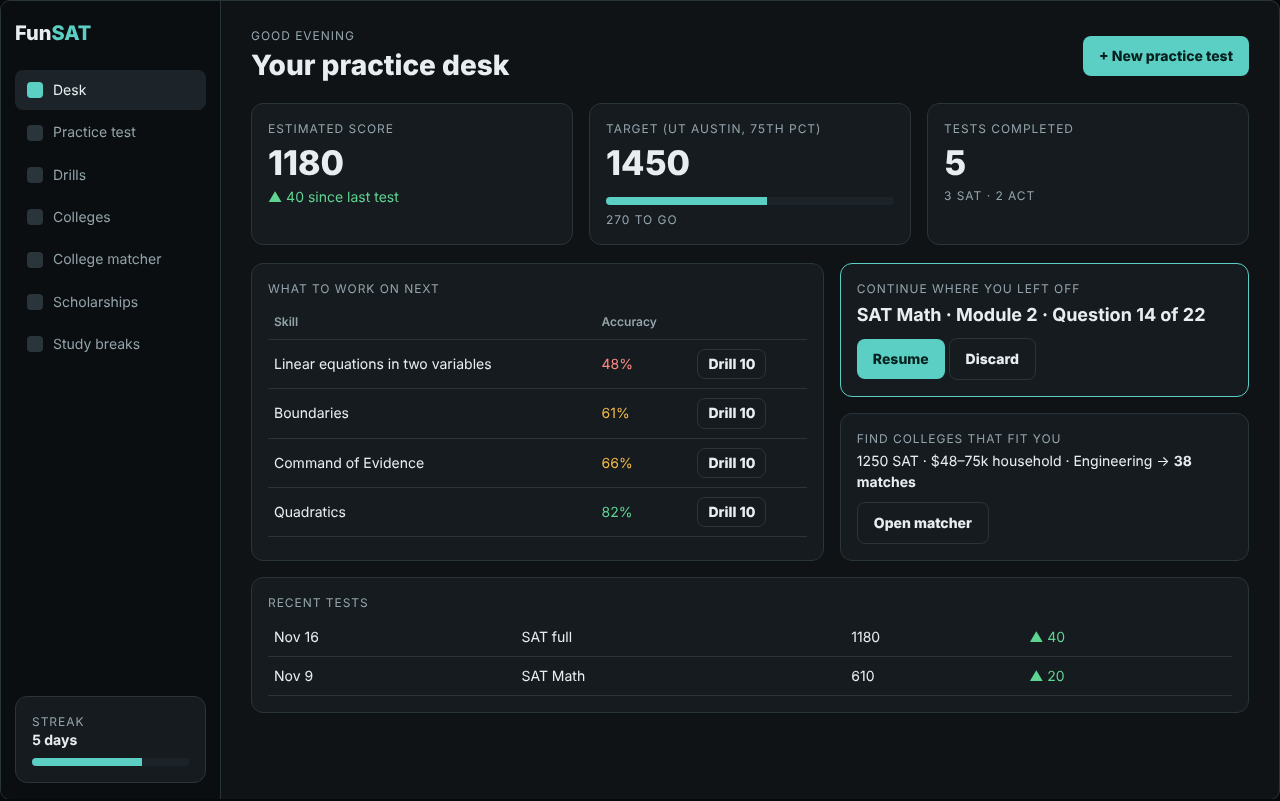 FunSAT
Desk
Practice test
Drills
Colleges
College matcher
Scholarships
Study breaks
STREAK
5 days
GOOD EVENING
Your practice desk
+ New practice test
ESTIMATED SCORE
1180
▲ 40 since last test
TARGET (UT AUSTIN, 75TH PCT)
1450
270 TO GO
TESTS COMPLETED
5
3 SAT · 2 ACT
WHAT TO WORK ON NEXT
Skill Accuracy
Linear equations in two variables 48% Drill 10
Boundaries 61% Drill 10
Command of Evidence 66% Drill 10
Quadratics 82% Drill 10
CONTINUE WHERE YOU LEFT OFF
SAT Math · Module 2 · Question 14 of 22
Resume Discard
FIND COLLEGES THAT FIT YOU
1250 SAT · $48–75k household · Engineering → 38
matches
Open matcher
RECENT TESTS
Nov 16 SAT full 1180 ▲ 40
Nov 9 SAT Math 610 ▲ 20